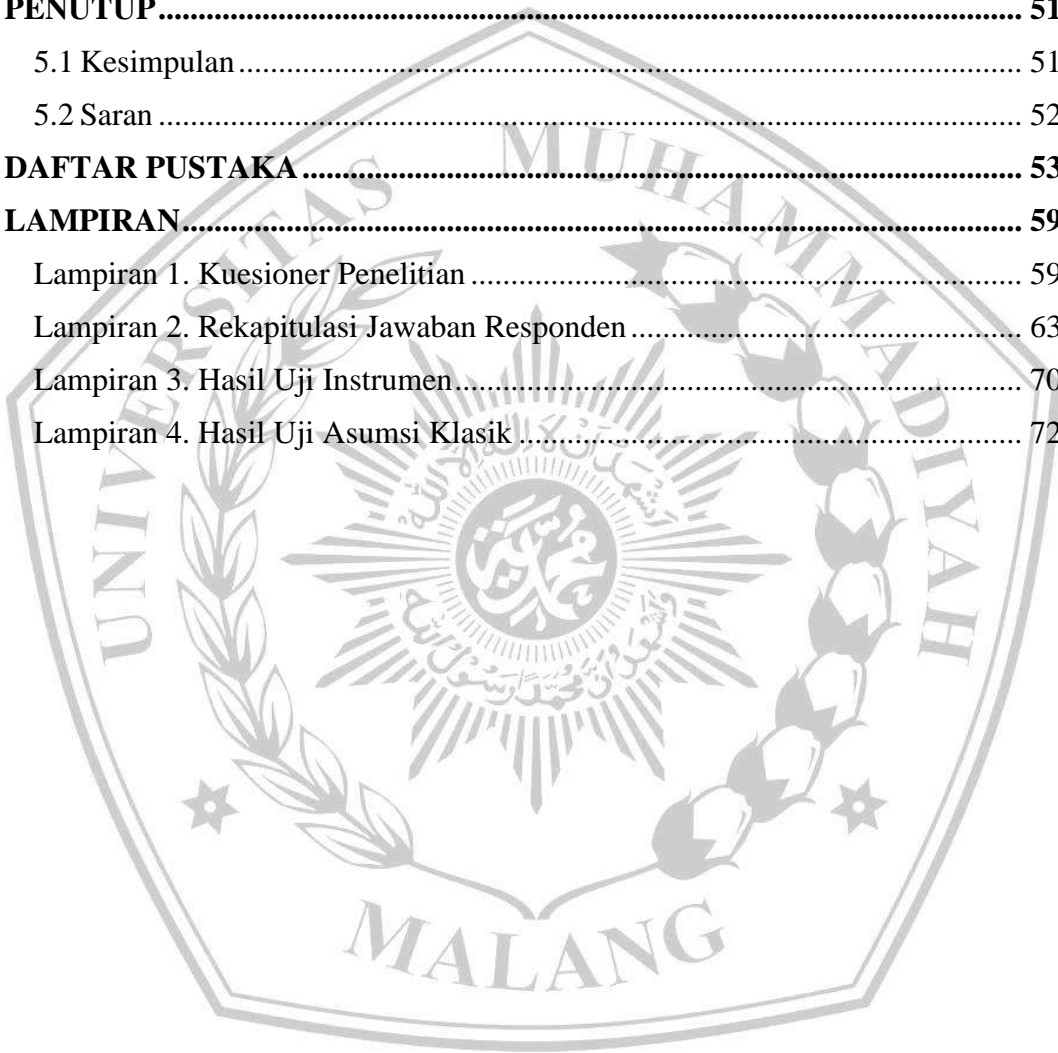 PENUTUP........................................................................................................ 51
5.1 Kesimpulan................................................................................................. 51
5.2 Saran ........................................................................................................... 52
DAFTAR PUSTAKA...................................................................................... 53
LAMPIRAN..................................................................................................... 59
Lampiran 1. Kuesioner Penelitian ..................................................................... 59
Lampiran 2. Rekapitulasi Jawaban Responden.................................................. 63
Lampiran 3. Hasil Uji Instrumen........................................................................ 70
Lampiran 4. Hasil Uji Asumsi Klasik ................................................................ 72
UNIVERSITAS MUHAMMADIYAH
MALANG